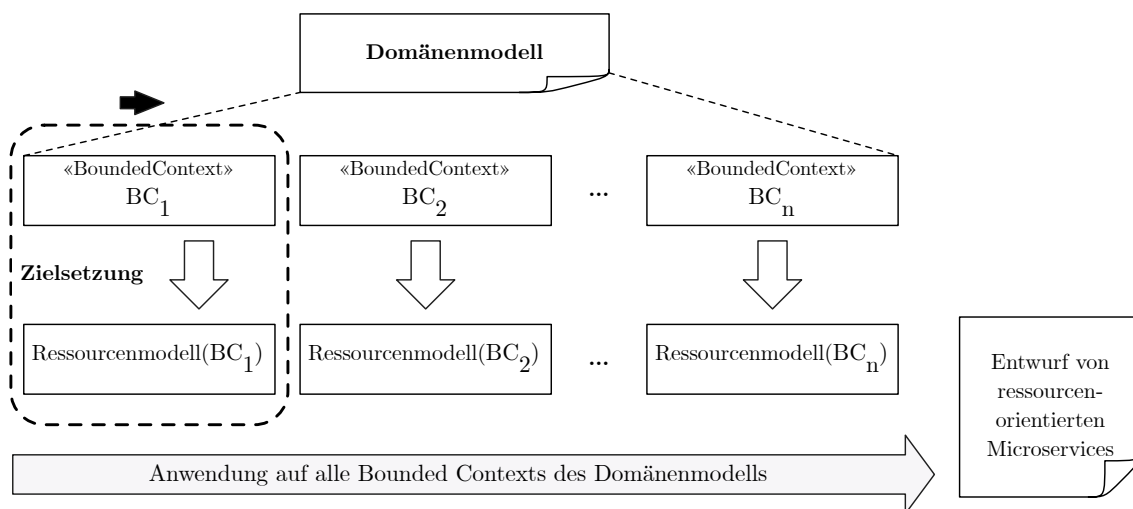 Domänenmodell
«BoundedContext»
BC1
«BoundedContext»
BC2
...
«BoundedContext»
BCn
Zielsetzung
Ressourcenmodell(BC1)
Ressourcenmodell(BC2)
...
Ressourcenmodell(BCn)
Entwurf von
ressourcen-
orientierten
Microservices
Anwendung auf alle Bounded Contexts des Domänenmodells